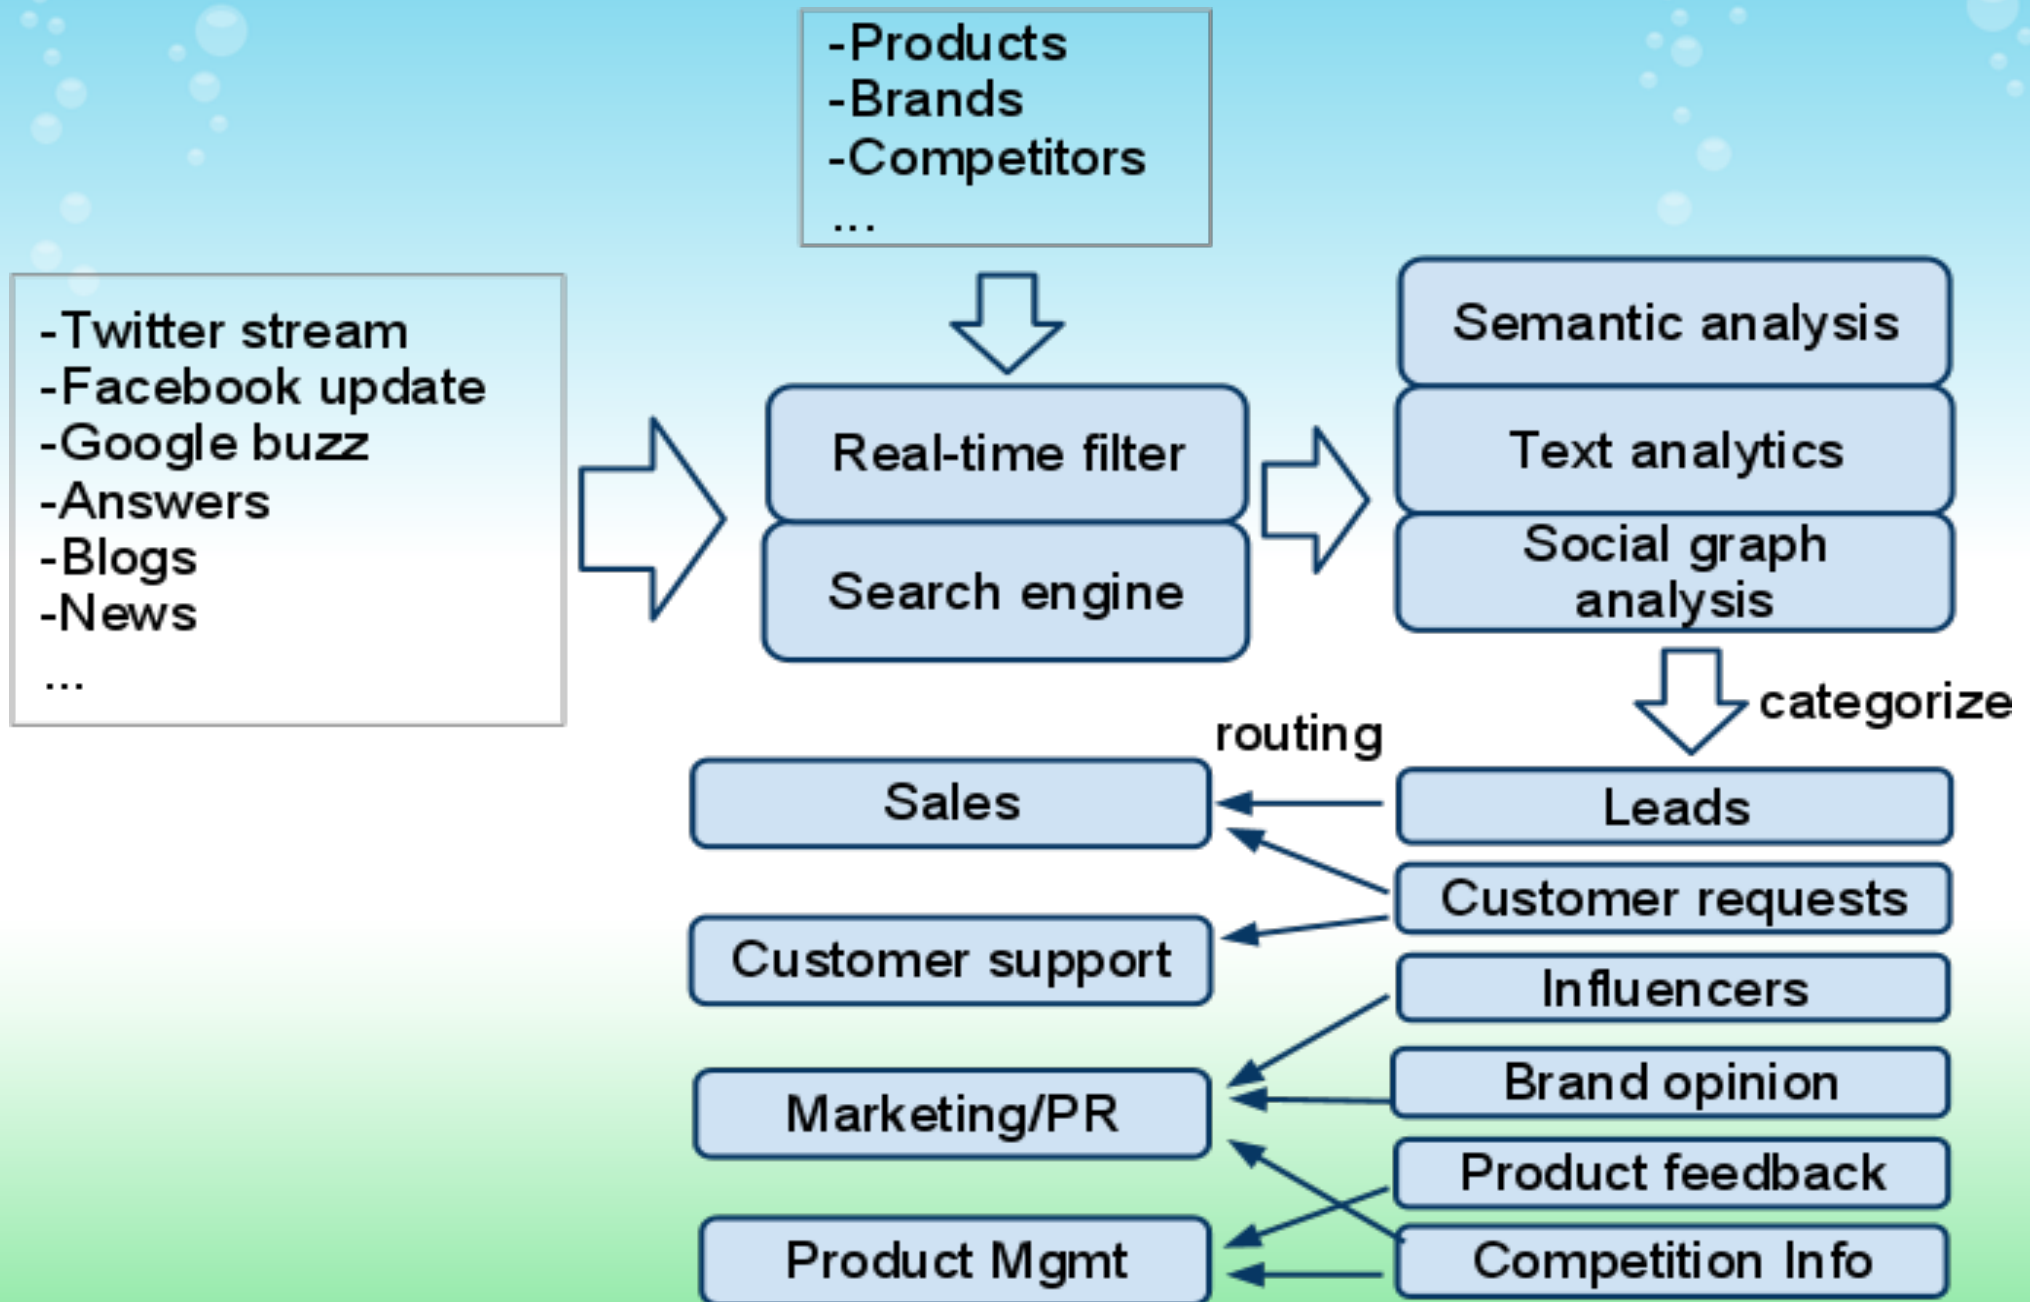 -Products
-Brands
-Competitors
...
-Twitter stream
-Facebook update
-Google buzz
-Answers
-Blogs
-News
...
Real-time filter
Search engine
Semantic analysis
Text analytics
Social graph
analysis
categorize
routing
Sales
Customer support
Marketing/PR
Product Mgmt
Leads
Customer requests
Influencers
Brand opinion
Product feedback
Competition Info